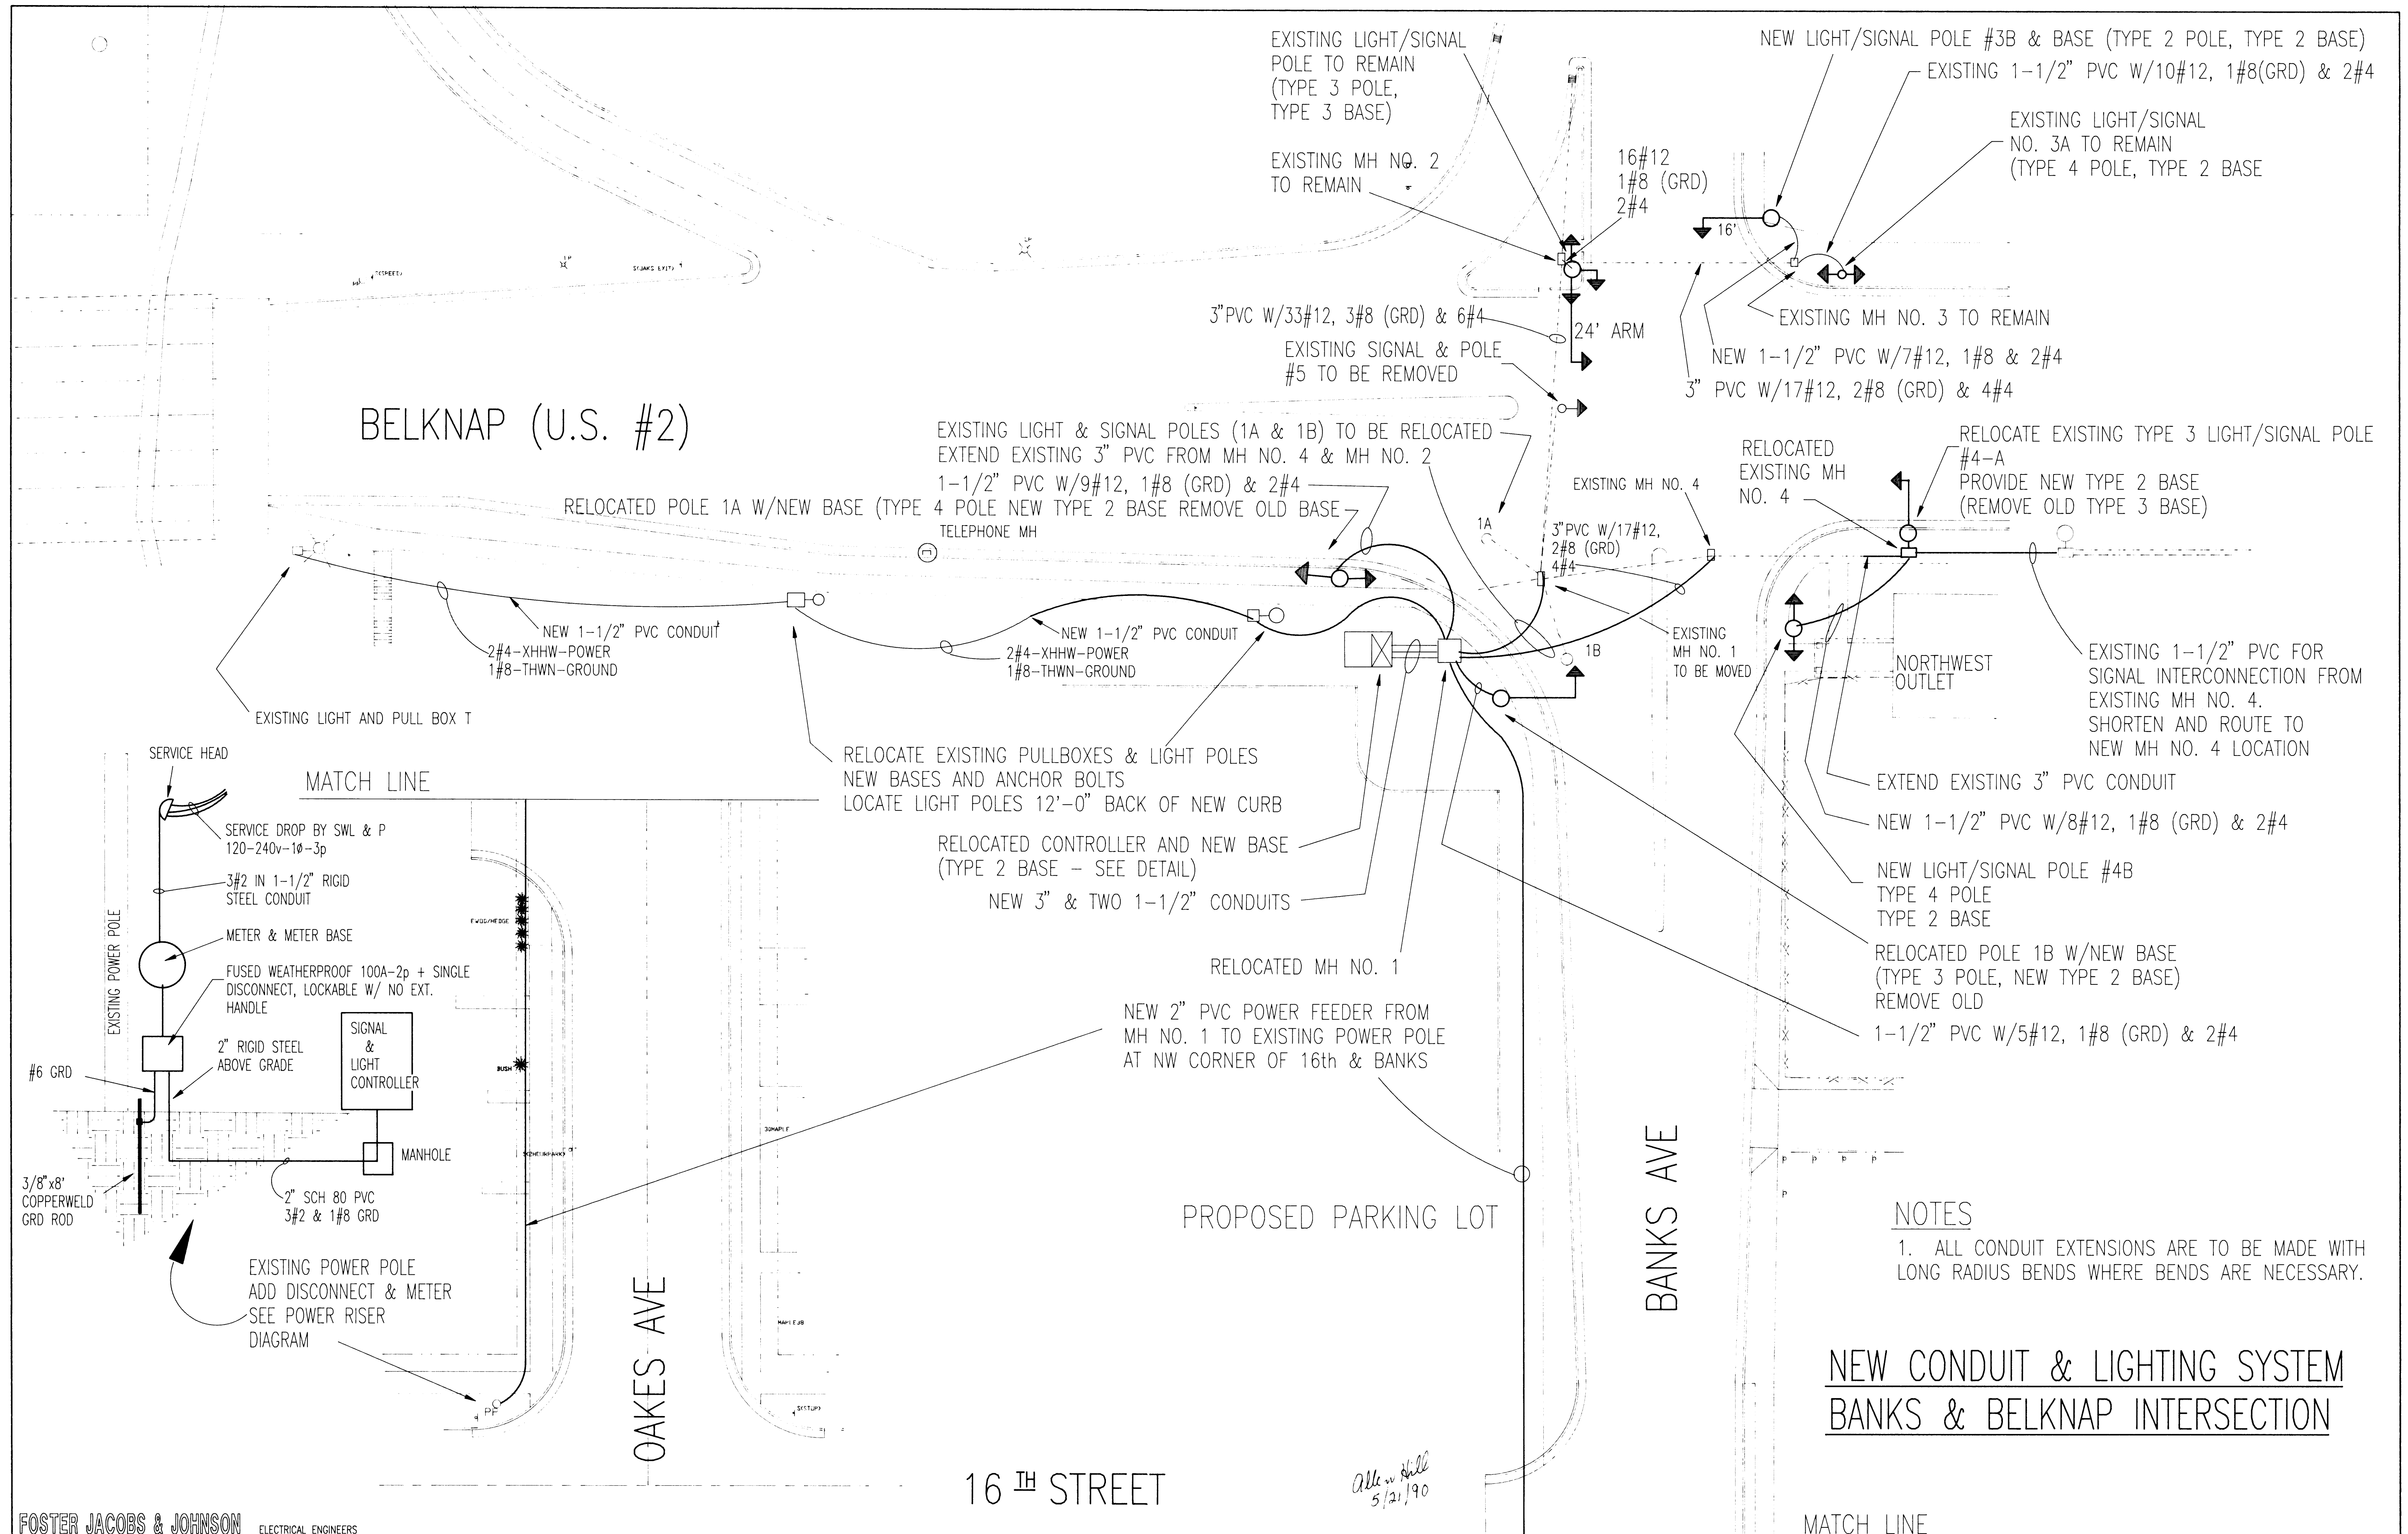 EXISTING LIGHT/SIGNAL
POLE TO REMAIN
(TYPE 3 POLE,
TYPE 3 BASE)
NEW LIGHT/SIGNAL POLE #3B & BASE (TYPE 2 POLE, TYPE 2 BASE)
EXISTING 1-1/2" PVC W/10#12, 1#8(GRD) & 2#4
EXISTING LIGHT/SIGNAL
NO. 3A TO REMAIN
(TYPE 4 POLE, TYPE 2 BASE
EXISTING MH NO. 2
TO REMAIN
16#12
1#8 (GRD)
2#4
16'
S(SPEED)
LP
S(OAKS EXIT)
LP
3"PVC W/33#12, 3#8 (GRD) & 6#4
24' ARM
EXISTING MH NO. 3 TO REMAIN
NEW 1-1/2" PVC W/7#12, 1#8 & 2#4
3" PVC W/17#12, 2#8 (GRD) & 4#4
EXISTING SIGNAL & POLE
#5 TO BE REMOVED
BELKNAP (U.S. #2)
EXISTING LIGHT & SIGNAL POLES (1A & 1B) TO BE RELOCATED
EXTEND EXISTING 3" PVC FROM MH NO. 4 & MH NO. 2
1-1/2" PVC W/9#12, 1#8 (GRD) & 2#4
RELOCATED POLE 1A W/NEW BASE (TYPE 4 POLE NEW TYPE 2 BASE REMOVE OLD BASE
TELEPHONE MH
1A
EXISTING MH NO. 4
3"PVC W/17#12,
2#8 (GRD)
4#4
RELOCATED
EXISTING MH
NO. 4
RELOCATE EXISTING TYPE 3 LIGHT/SIGNAL POLE
#4-A
PROVIDE NEW TYPE 2 BASE
(REMOVE OLD TYPE 3 BASE)
NEW 1-1/2" PVC CONDUIT
2#4-XHHW-POWER
1#8-THWN-GROUND
NEW 1-1/2" PVC CONDUIT
2#4-XHHW-POWER
1#8-THWN-GROUND
1B
EXISTING
MH NO. 1
TO BE MOVED
NORTHWEST
OUTLET
EXISTING 1-1/2" PVC FOR
SIGNAL INTERCONNECTION FROM
EXISTING MH NO. 4.
SHORTEN AND ROUTE TO
NEW MH NO. 4 LOCATION
EXISTING LIGHT AND PULL BOX T
SERVICE HEAD
MATCH LINE
RELOCATE EXISTING PULLBOXES & LIGHT POLES
NEW BASES AND ANCHOR BOLTS
LOCATE LIGHT POLES 12'-0" BACK OF NEW CURB
EXTEND EXISTING 3" PVC CONDUIT
NEW 1-1/2" PVC W/8#12, 1#8 (GRD) & 2#4
SERVICE DROP BY SWL & P
120-240v-1ø-3p
RELOCATED CONTROLLER AND NEW BASE
(TYPE 2 BASE - SEE DETAIL)
NEW 3" & TWO 1-1/2" CONDUITS
NEW LIGHT/SIGNAL POLE #4B
TYPE 4 POLE
TYPE 2 BASE
3#2 IN 1-1/2" RIGID
STEEL CONDUIT
EXISTING POWER POLE
METER & METER BASE
FUSED WEATHERPROOF 100A-2p + SINGLE
DISCONNECT, LOCKABLE W/ NO EXT.
HANDLE
RELOCATED MH NO. 1
RELOCATED POLE 1B W/NEW BASE
(TYPE 3 POLE, NEW TYPE 2 BASE)
REMOVE OLD
1-1/2" PVC W/5#12, 1#8 (GRD) & 2#4
NEW 2" PVC POWER FEEDER FROM
MH NO. 1 TO EXISTING POWER POLE
AT NW CORNER OF 16th & BANKS
SIGNAL
&
LIGHT
CONTROLLER
2" RIGID STEEL
ABOVE GRADE
#6 GRD
BUSH
MANHOLE
3/8"x8'
COPPERWELD
GRD ROD
2" SCH 80 PVC
3#2 & 1#8 GRD
30MAPLE
PROPOSED PARKING LOT
BANKS AVE
NOTES
1. ALL CONDUIT EXTENSIONS ARE TO BE MADE WITH
LONG RADIUS BENDS WHERE BENDS ARE NECESSARY.
EXISTING POWER POLE
ADD DISCONNECT & METER
SEE POWER RISER
DIAGRAM
PP
OAKES AVE
S(STOP)
NEW CONDUIT & LIGHTING SYSTEM
BANKS & BELKNAP INTERSECTION
16 TH STREET
Allen Hill
5/21/90
FOSTER JACOBS & JOHNSON ELECTRICAL ENGINEERS
MATCH LINE